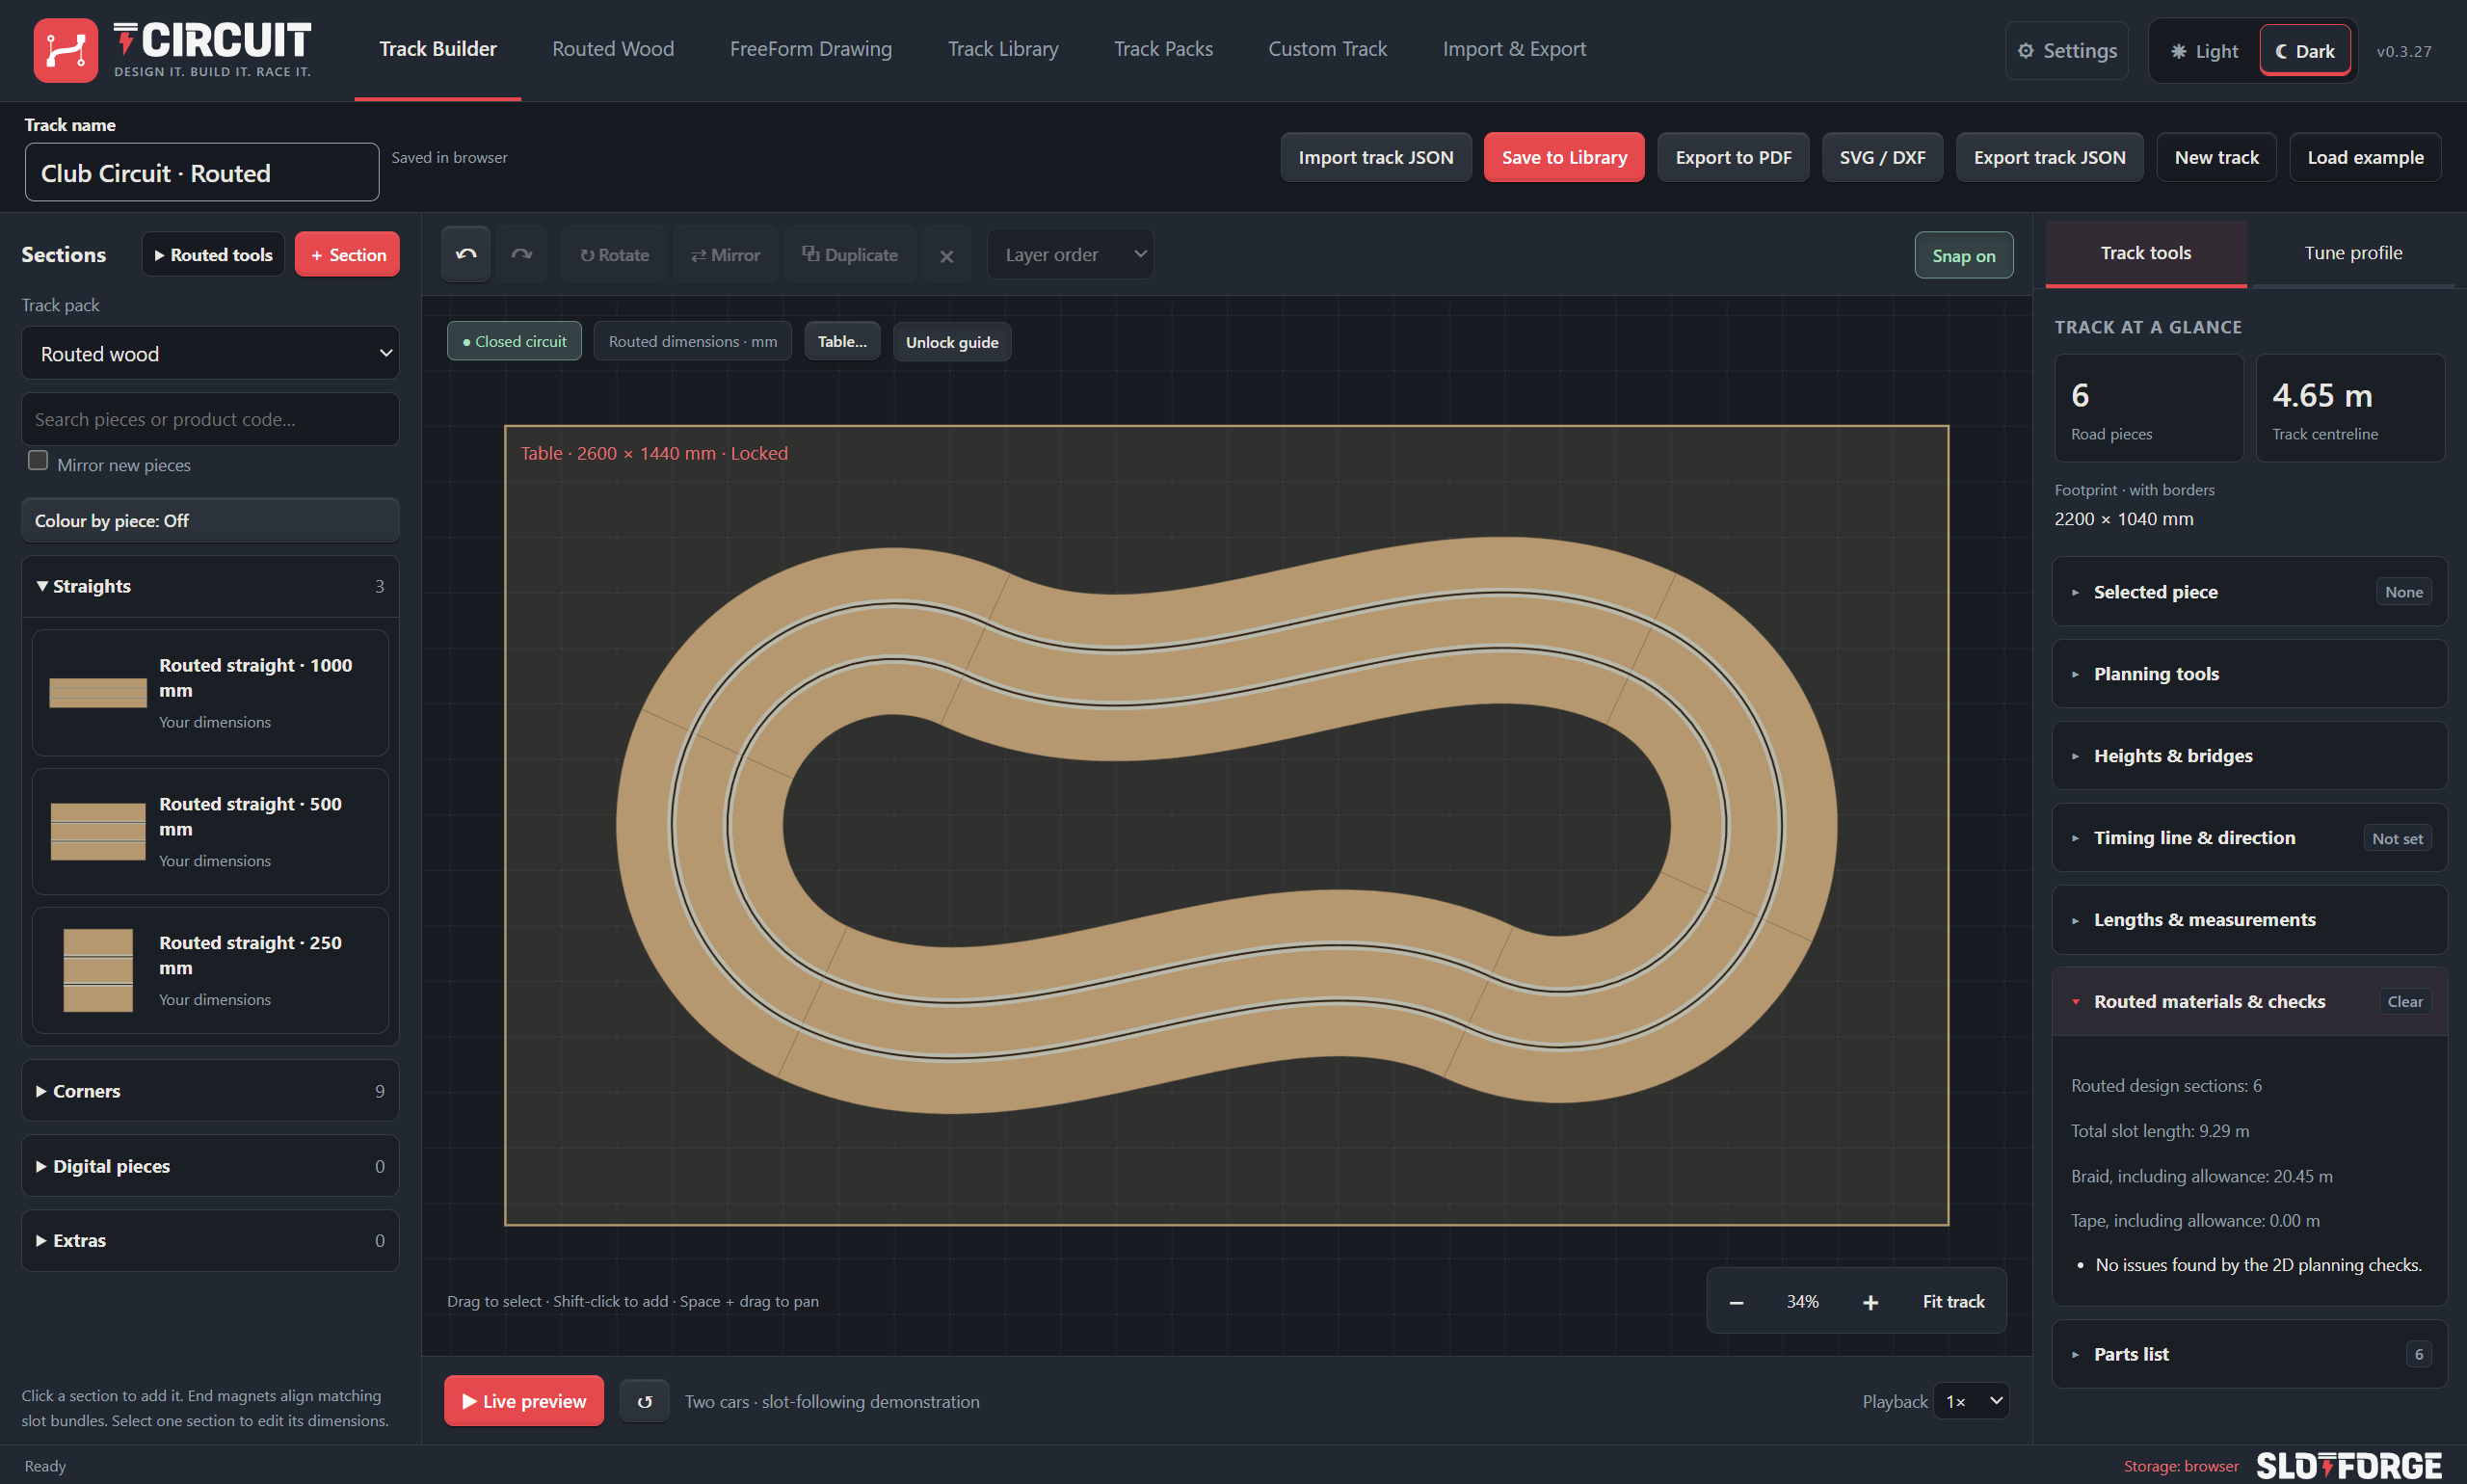 CIRCUIT
DESIGN IT. BUILD IT. RACE IT.
Track Builder
Routed Wood
FreeForm Drawing
Track Library
Track Packs
Custom Track
Import & Export
Settings
Light
Dark
v0.3.27
Track name
Club Circuit · Routed
Saved in browser
Import track JSON
Save to Library
Export to PDF
SVG / DXF
Export track JSON
New track
Load example
Sections
Routed tools
+ Section
Track pack
Routed wood
Search pieces or product code...
Mirror new pieces
Colour by piece: Off
Straights 3
Routed straight · 1000
mm
Your dimensions
Routed straight · 500
mm
Your dimensions
Routed straight · 250
mm
Your dimensions
Corners 9
Digital pieces 0
Extras 0
Click a section to add it. End magnets align matching
slot bundles. Select one section to edit its dimensions.
Rotate
Mirror
Duplicate
Layer order
Snap on
Closed circuit
Routed dimensions · mm
Table...
Unlock guide
Table · 2600 × 1440 mm · Locked
Drag to select · Shift-click to add · Space + drag to pan
− 34% + Fit track
Live preview
Two cars · slot-following demonstration
Playback 1×
Track tools
Tune profile
TRACK AT A GLANCE
6
Road pieces
4.65 m
Track centreline
Footprint · with borders
2200 × 1040 mm
Selected piece None
Planning tools
Heights & bridges
Timing line & direction Not set
Lengths & measurements
Routed materials & checks Clear
Routed design sections: 6
Total slot length: 9.29 m
Braid, including allowance: 20.45 m
Tape, including allowance: 0.00 m
• No issues found by the 2D planning checks.
Parts list 6
Ready
Storage: browser
SLOTFORGE